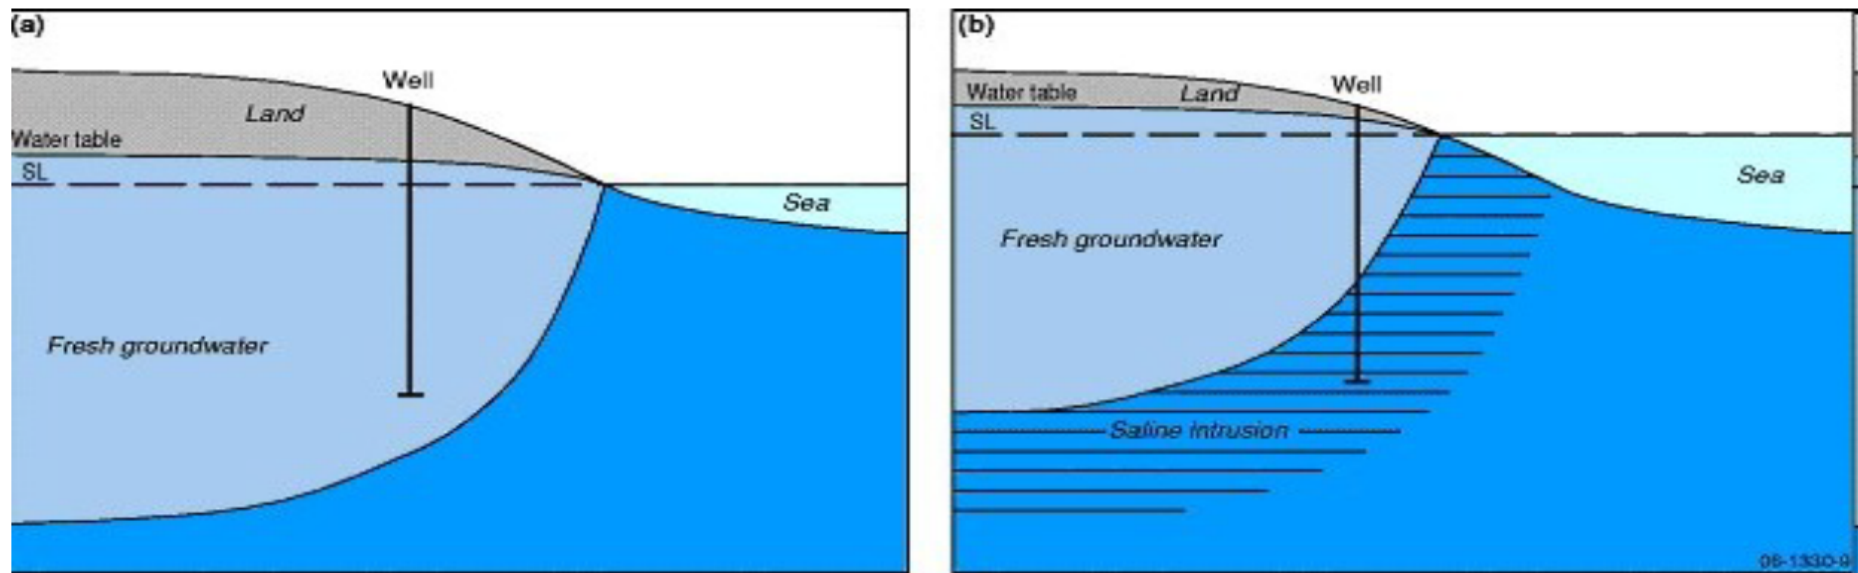 (a)
Well
Land
Water table
SL
Sea
Fresh groundwater
(b)
Well
Water table
Land
SL
Sea
Fresh groundwater
Saline intrusion
06-1330-9